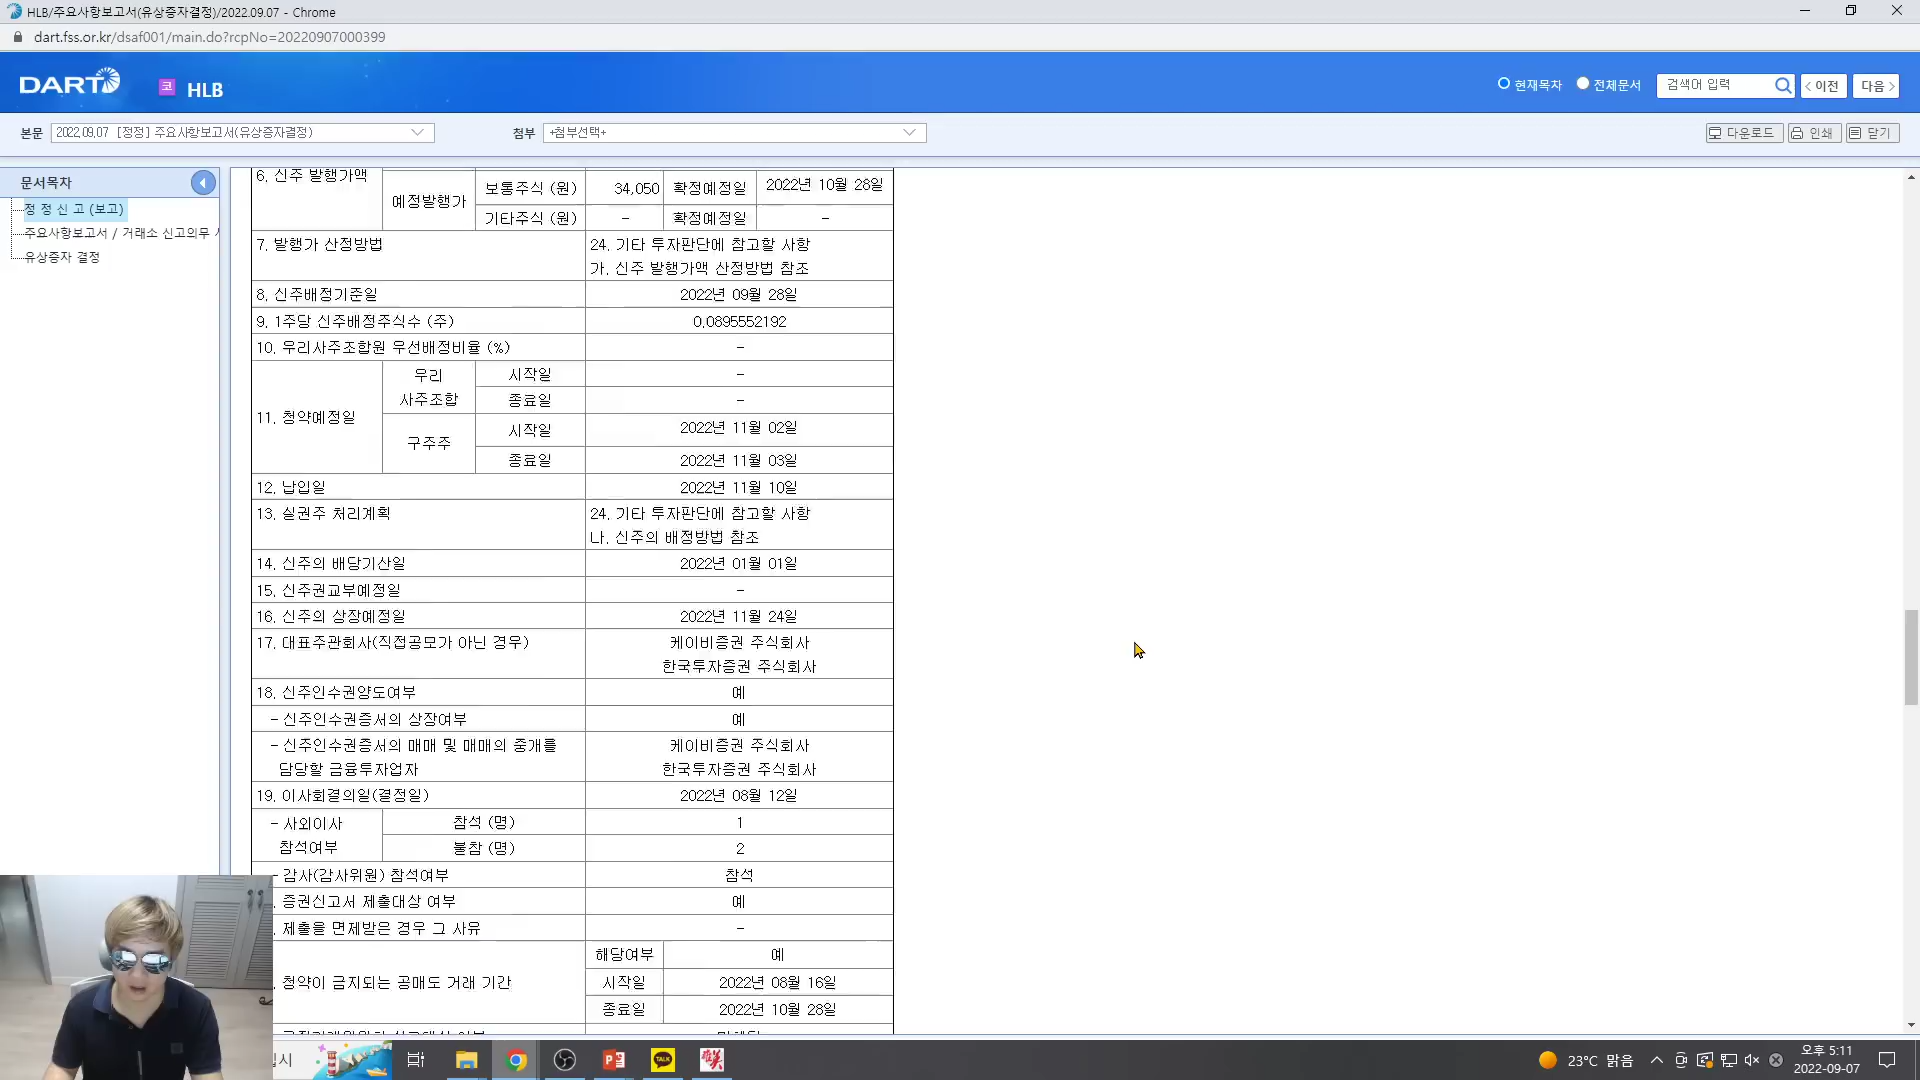 HLB/주요사항보고서(유상증자결정)/2022.09.07 - Chrome
dart.fss.or.kr/dsaf001/main.do?rcpNo=20220907000399
DART 코 HLB
현재목차 전체문서 검색어 입력 이전 다음
본문 2022.09.07 [정정] 주요사항보고서(유상증자결정) 첨부 +첨부선택+ 다운로드 인쇄 닫기
문서목차
정 정 신 고 (보고)
주요사항보고서 / 거래소 신고의무
유상증자 결정
6. 신주 발행가액 예정발행가 보통주식 (원) 34,050 확정예정일 2022년 10월 28일
기타주식 (원) - 확정예정일 -
7. 발행가 산정방법 24. 기타 투자판단에 참고할 사항
가. 신주 발행가액 산정방법 참조
8. 신주배정기준일 2022년 09월 28일
9. 1주당 신주배정주식수 (주) 0.0895552192
10. 우리사주조합원 우선배정비율 (%) -
11. 청약예정일 우리 시작일 -
사주조합 종료일 -
구주주 시작일 2022년 11월 02일
종료일 2022년 11월 03일
12. 납입일 2022년 11월 10일
13. 실권주 처리계획 24. 기타 투자판단에 참고할 사항
나. 신주의 배정방법 참조
14. 신주의 배당기산일 2022년 01월 01일
15. 신주권교부예정일 -
16. 신주의 상장예정일 2022년 11월 24일
17. 대표주관회사(직접공모가 아닌 경우) 케이비증권 주식회사
한국투자증권 주식회사
18. 신주인수권양도여부 예
- 신주인수권증서의 상장여부 예
- 신주인수권증서의 매매 및 매매의 중개를 케이비증권 주식회사
담당할 금융투자업자 한국투자증권 주식회사
19. 이사회결의일(결정일) 2022년 08월 12일
- 사외이사 참석 (명) 1
참석여부 불참 (명) 2
- 감사(감사위원) 참석여부 참석
. 증권신고서 제출대상 여부 예
. 제출을 면제받은 경우 그 사유 -
. 청약이 금지되는 공매도 거래 기간 해당여부 예
시작일 2022년 08월 16일
종료일 2022년 10월 28일
TALK
23°C 맑음 오후 5:11
2022-09-07